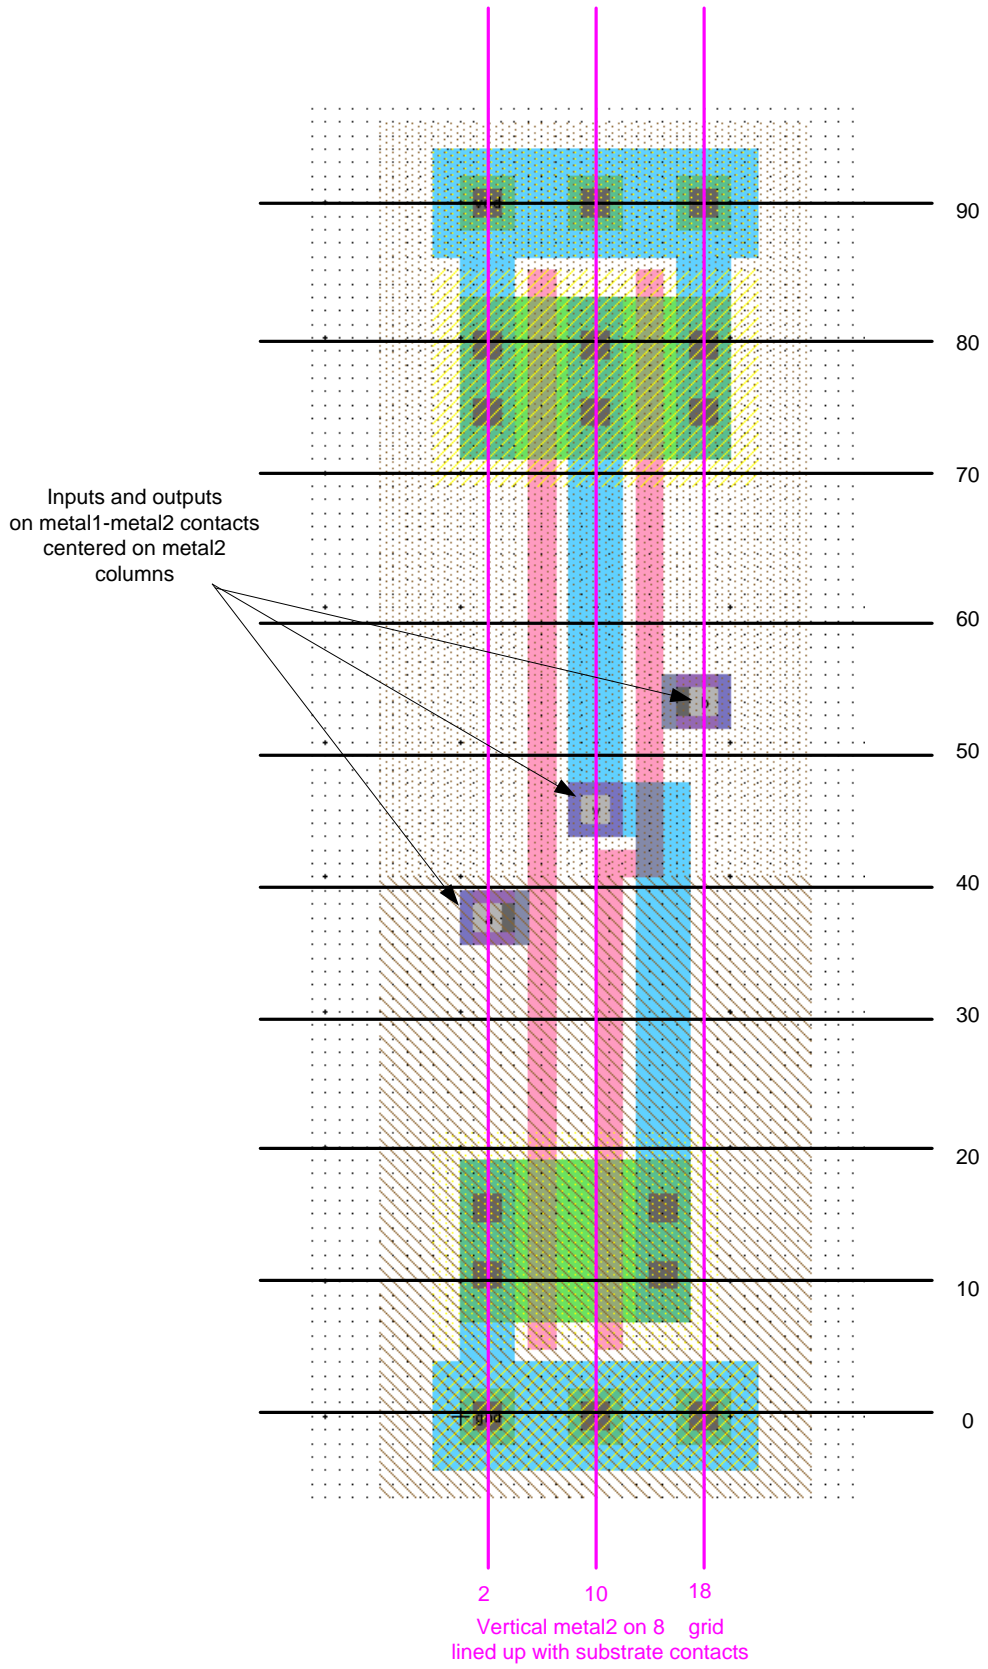 90
80
70
Inputs and outputs
on metal1-metal2 contacts
centered on metal2
columns
60
b
50
y
40
a
30
20
10
gnd
0
2 10 18
Vertical metal2 on 8 grid
lined up with substrate contacts